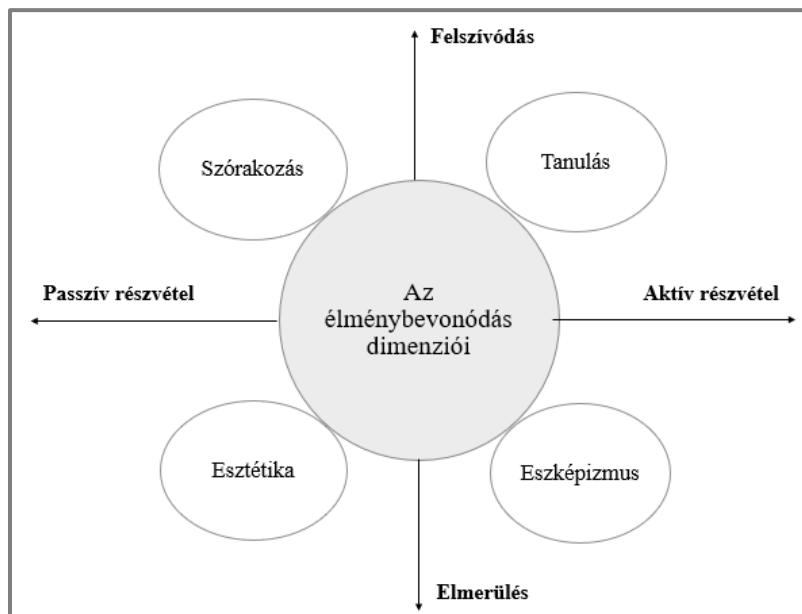 Felszívódás
Szórakozás
Tanulás
Passzív részvétel
Az
élménybevonódás
dimenziói
Aktív részvétel
Esztétika
Eszképizmus
Elmerülés